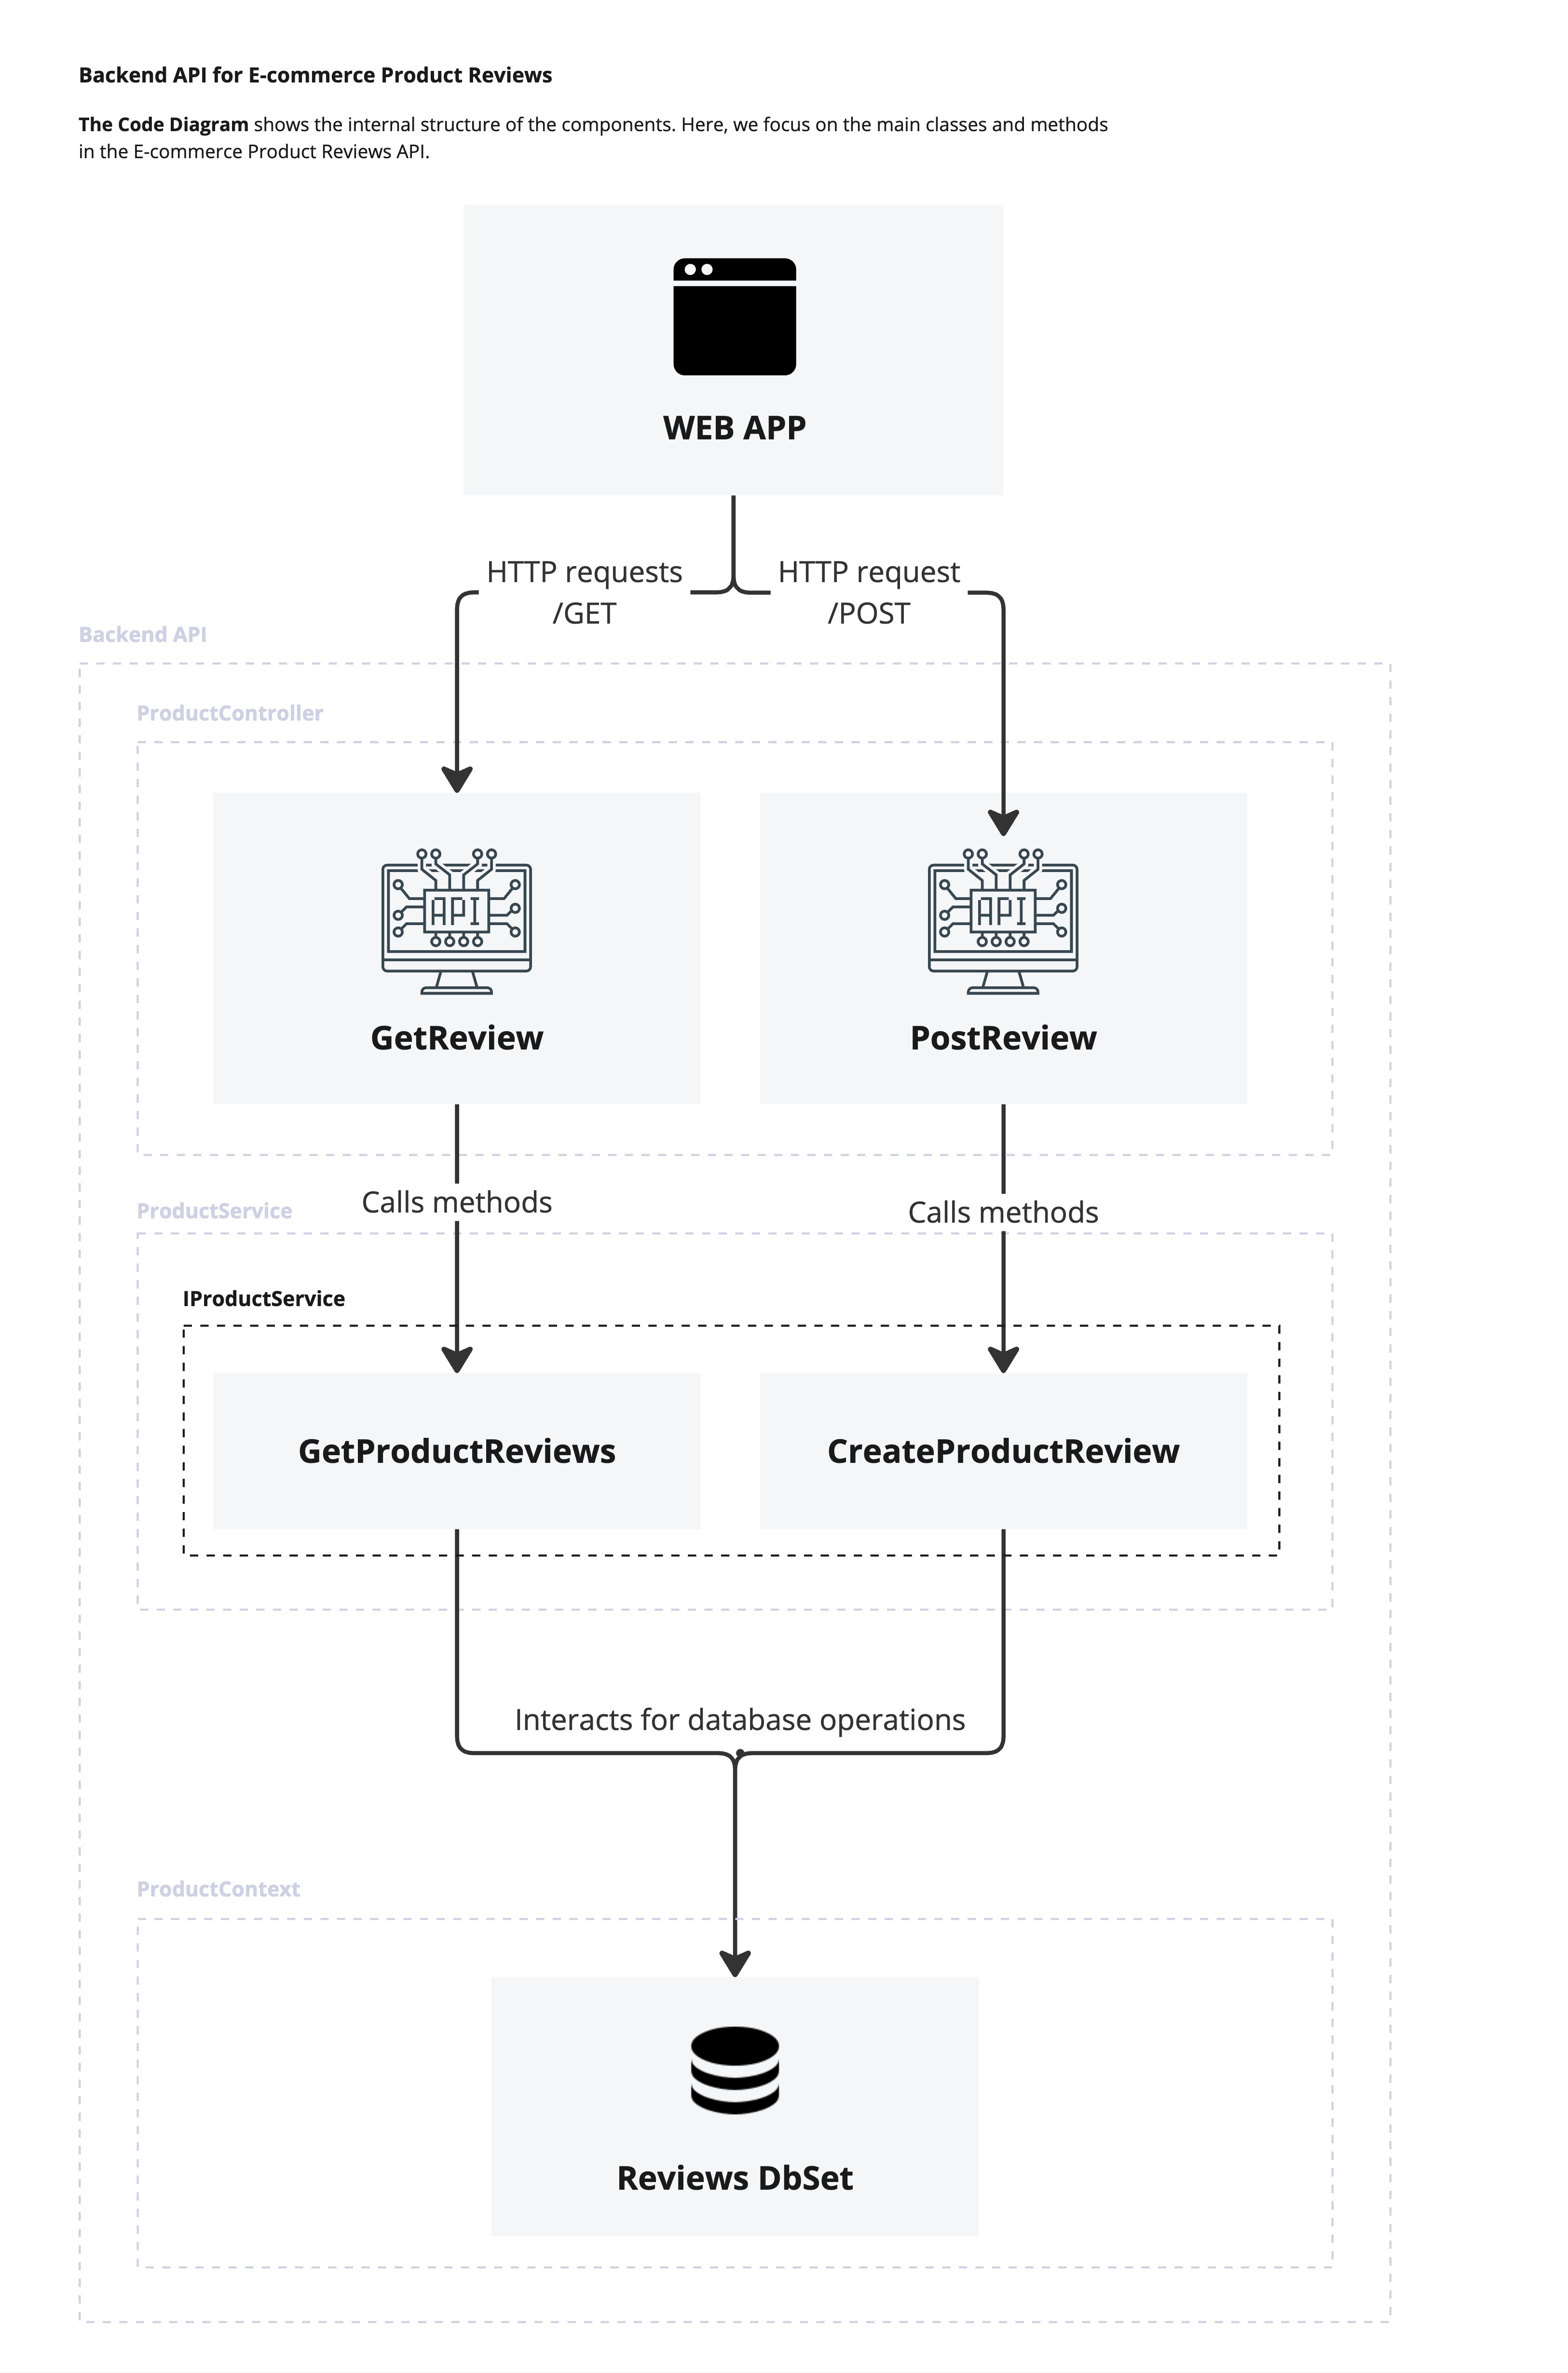 Backend API for E-commerce Product Reviews
The Code Diagram shows the internal structure of the components. Here, we focus on the main classes and methods
in the E-commerce Product Reviews API.
WEB APP
HTTP requests
/GET
HTTP request
/POST
Backend API
ProductController
API
GetReview
API
PostReview
Calls methods
Calls methods
ProductService
IProductService
GetProductReviews
CreateProductReview
Interacts for database operations
ProductContext
Reviews DbSet